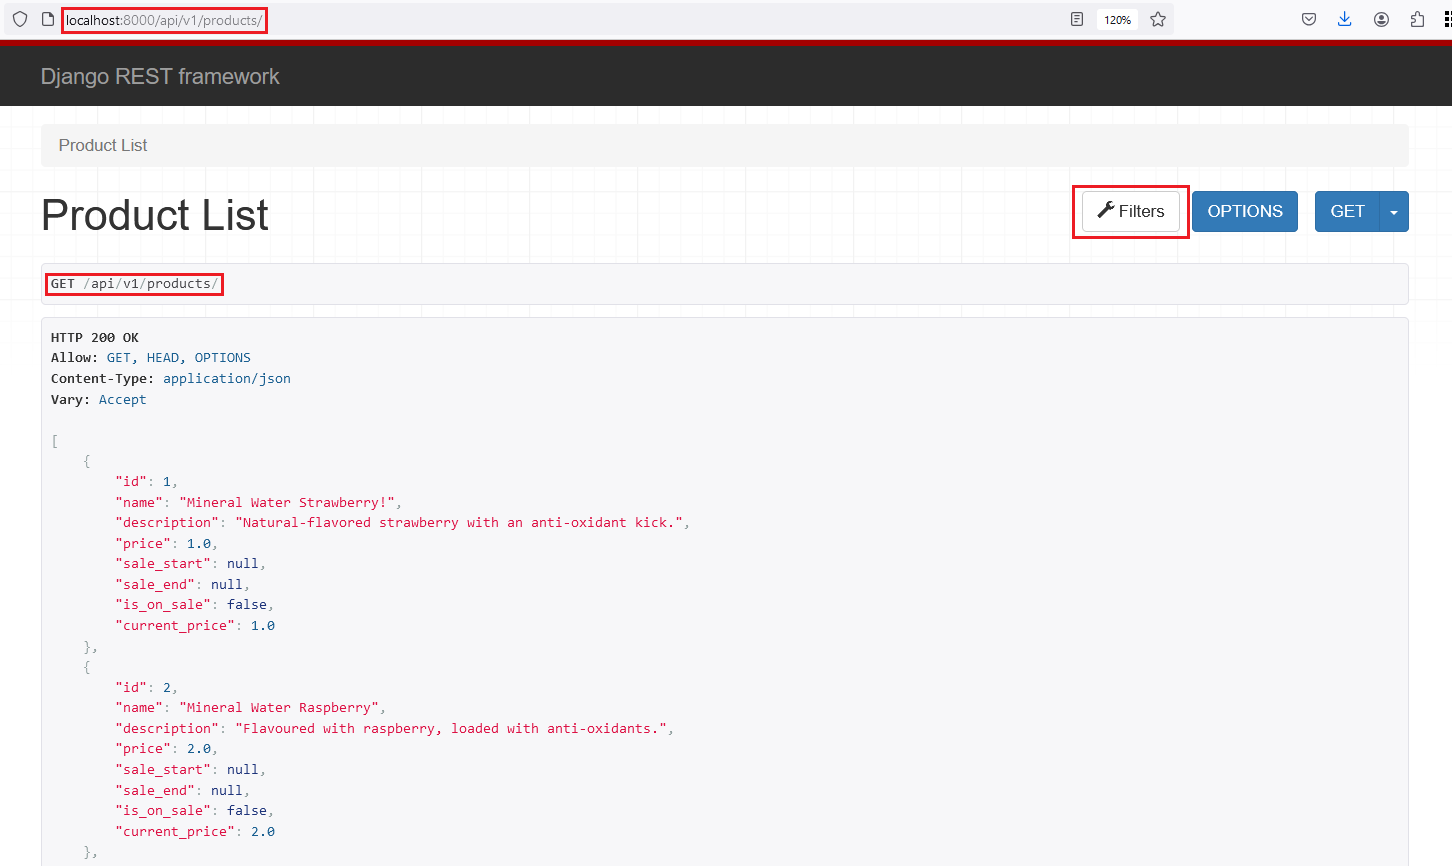 localhost:8000/api/v1/products/
120%
Django REST framework
Product List
Product List
Filters
OPTIONS
GET
GET /api/v1/products/
HTTP 200 OK
Allow: GET, HEAD, OPTIONS
Content-Type: application/json
Vary: Accept
[
    {
        "id": 1,
        "name": "Mineral Water Strawberry!",
        "description": "Natural-flavored strawberry with an anti-oxidant kick.",
        "price": 1.0,
        "sale_start": null,
        "sale_end": null,
        "is_on_sale": false,
        "current_price": 1.0
    },
    {
        "id": 2,
        "name": "Mineral Water Raspberry",
        "description": "Flavoured with raspberry, loaded with anti-oxidants.",
        "price": 2.0,
        "sale_start": null,
        "sale_end": null,
        "is_on_sale": false,
        "current_price": 2.0
    },